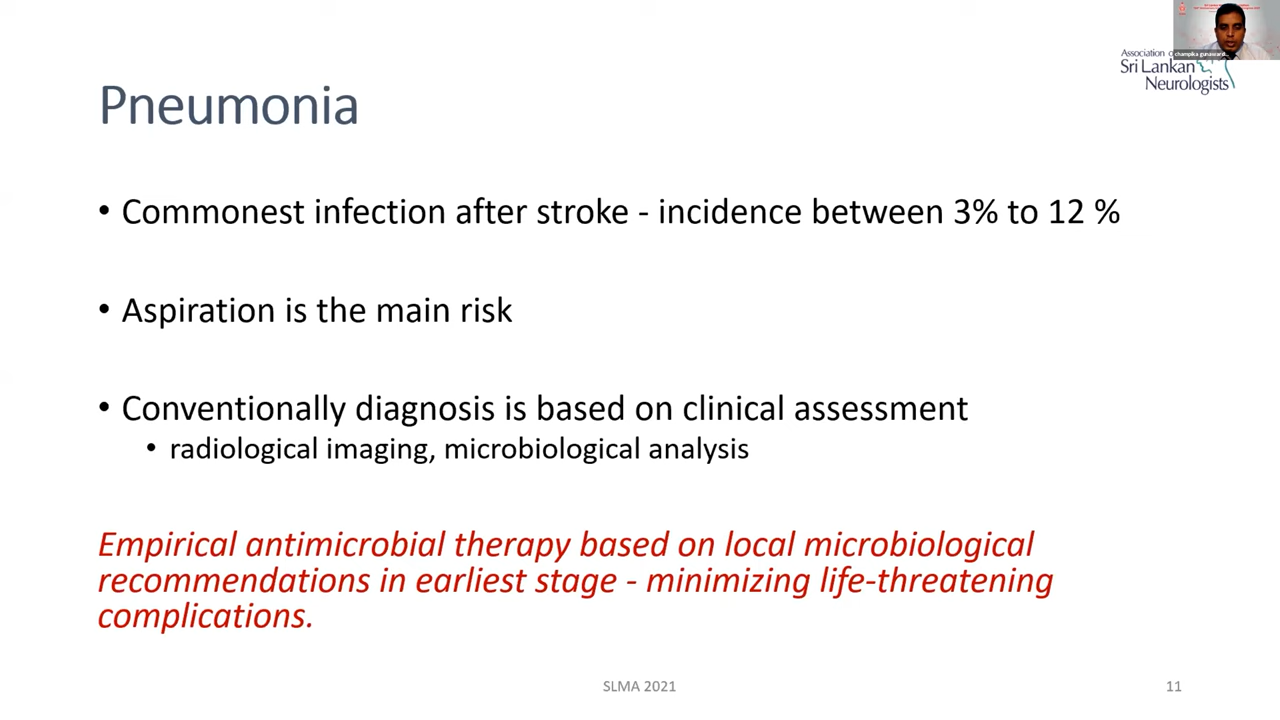 Association
Sri Lankan
Neurologists
Pneumonia
• Commonest infection after stroke - incidence between 3% to 12 %
• Aspiration is the main risk
• Conventionally diagnosis is based on clinical assessment
• radiological imaging, microbiological analysis
Empirical antimicrobial therapy based on local microbiological
recommendations in earliest stage - minimizing life-threatening
complications.
SLMA 2021
11